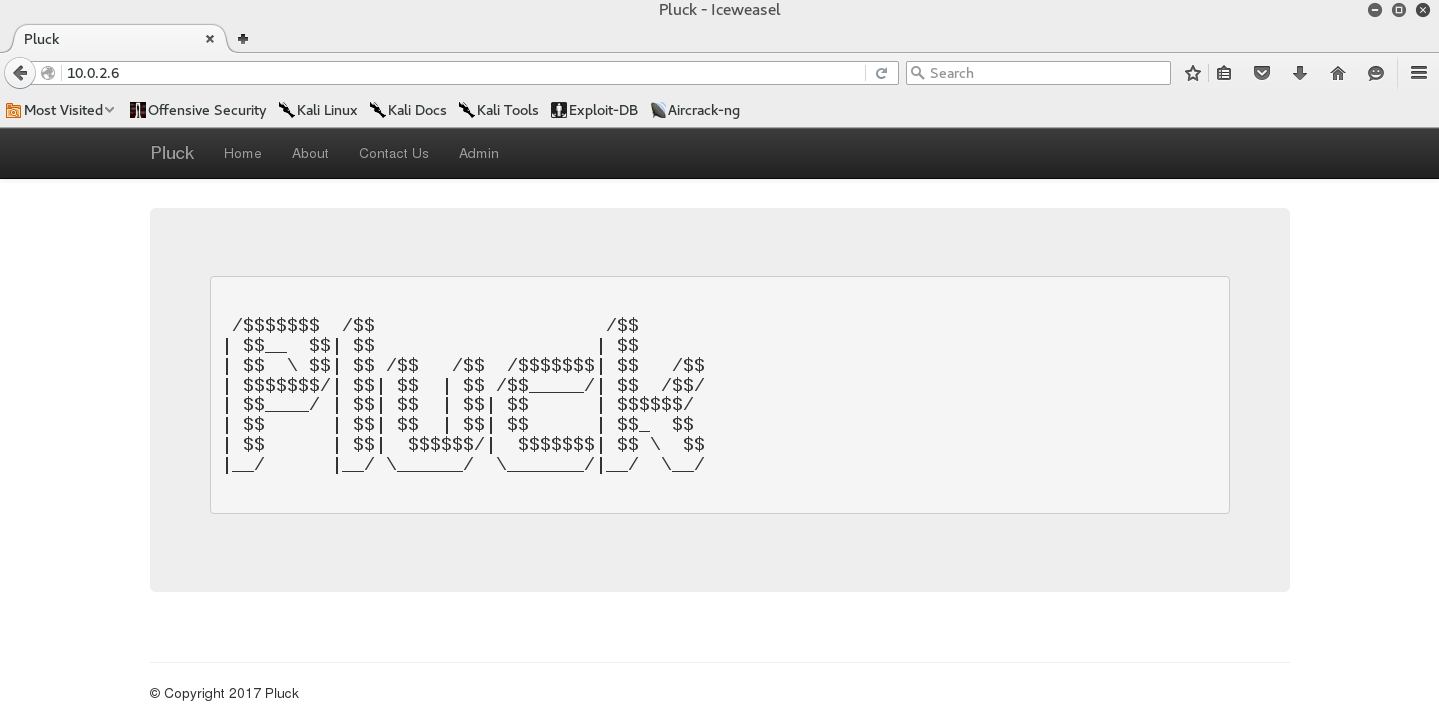 Pluck - Iceweasel
Pluck
10.0.2.6
Search
Most Visited Offensive Security Kali Linux Kali Docs Kali Tools Exploit-DB Aircrack-ng
Pluck Home About Contact Us Admin
 /$$$$$$$  /$$                     /$$
| $$__  $$| $$                    | $$
| $$  \ $$| $$ /$$   /$$  /$$$$$$$| $$   /$$
| $$$$$$$/| $$| $$  | $$ /$$_____/| $$  /$$/
| $$____/ | $$| $$  | $$| $$      | $$$$$$/
| $$      | $$| $$  | $$| $$      | $$_  $$
| $$      | $$|  $$$$$$/|  $$$$$$$| $$ \  $$
|__/      |__/ \______/  \_______/|__/  \__/
© Copyright 2017 Pluck